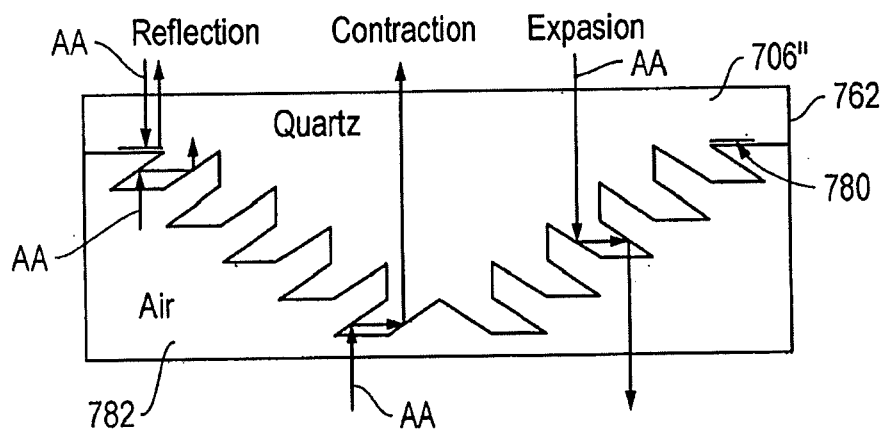 AA Reflection Contraction Expasion AA
706"
762
Quartz
780
AA
Air
782
AA